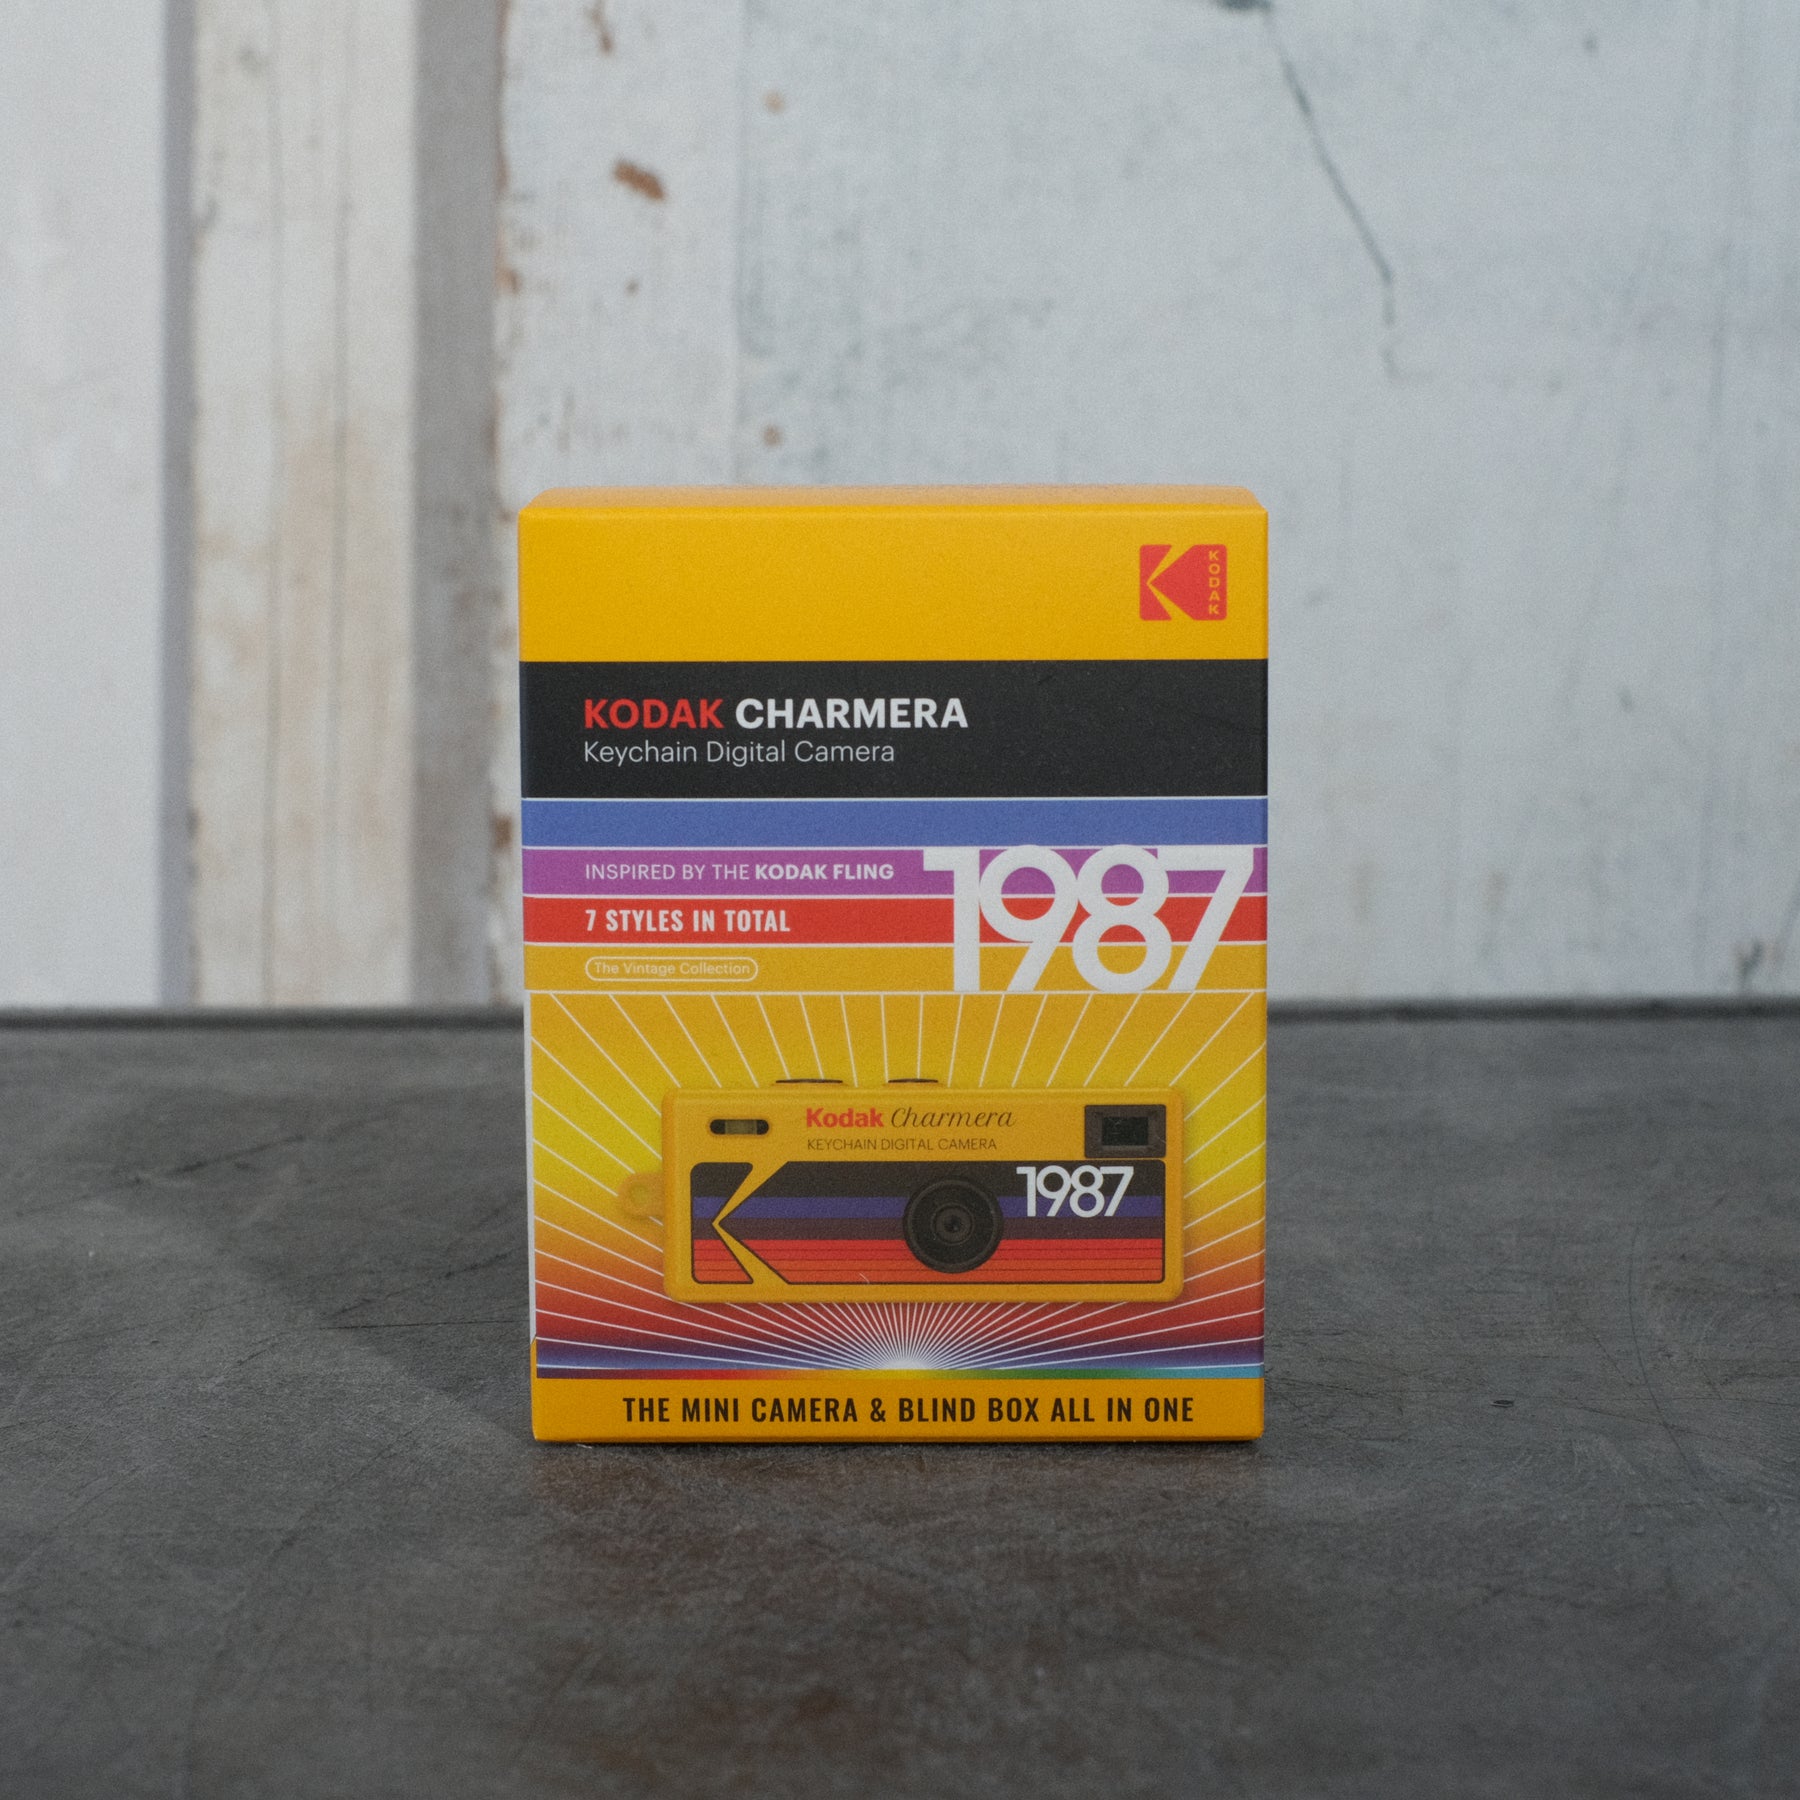 KODAK
KODAK CHARMERA
Keychain Digital Camera
INSPIRED BY THE KODAK FLING
1987
7 STYLES IN TOTAL
The Vintage Collection
Kodak Charmera
KEYCHAIN DIGITAL CAMERA
1987
THE MINI CAMERA & BLIND BOX ALL IN ONE